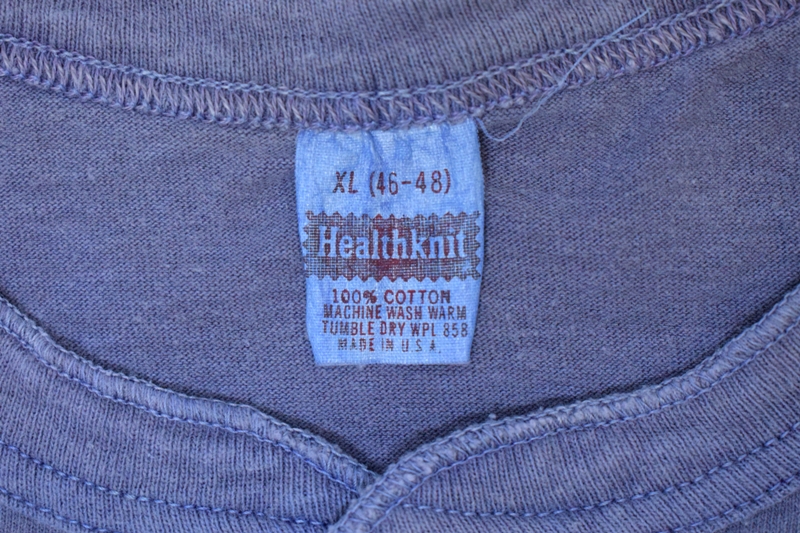 XL (46-48)
Healthknit
100% COTTON
MACHINE WASH WARM
TUMBLE DRY WPL 858
MADE IN U.S.A.